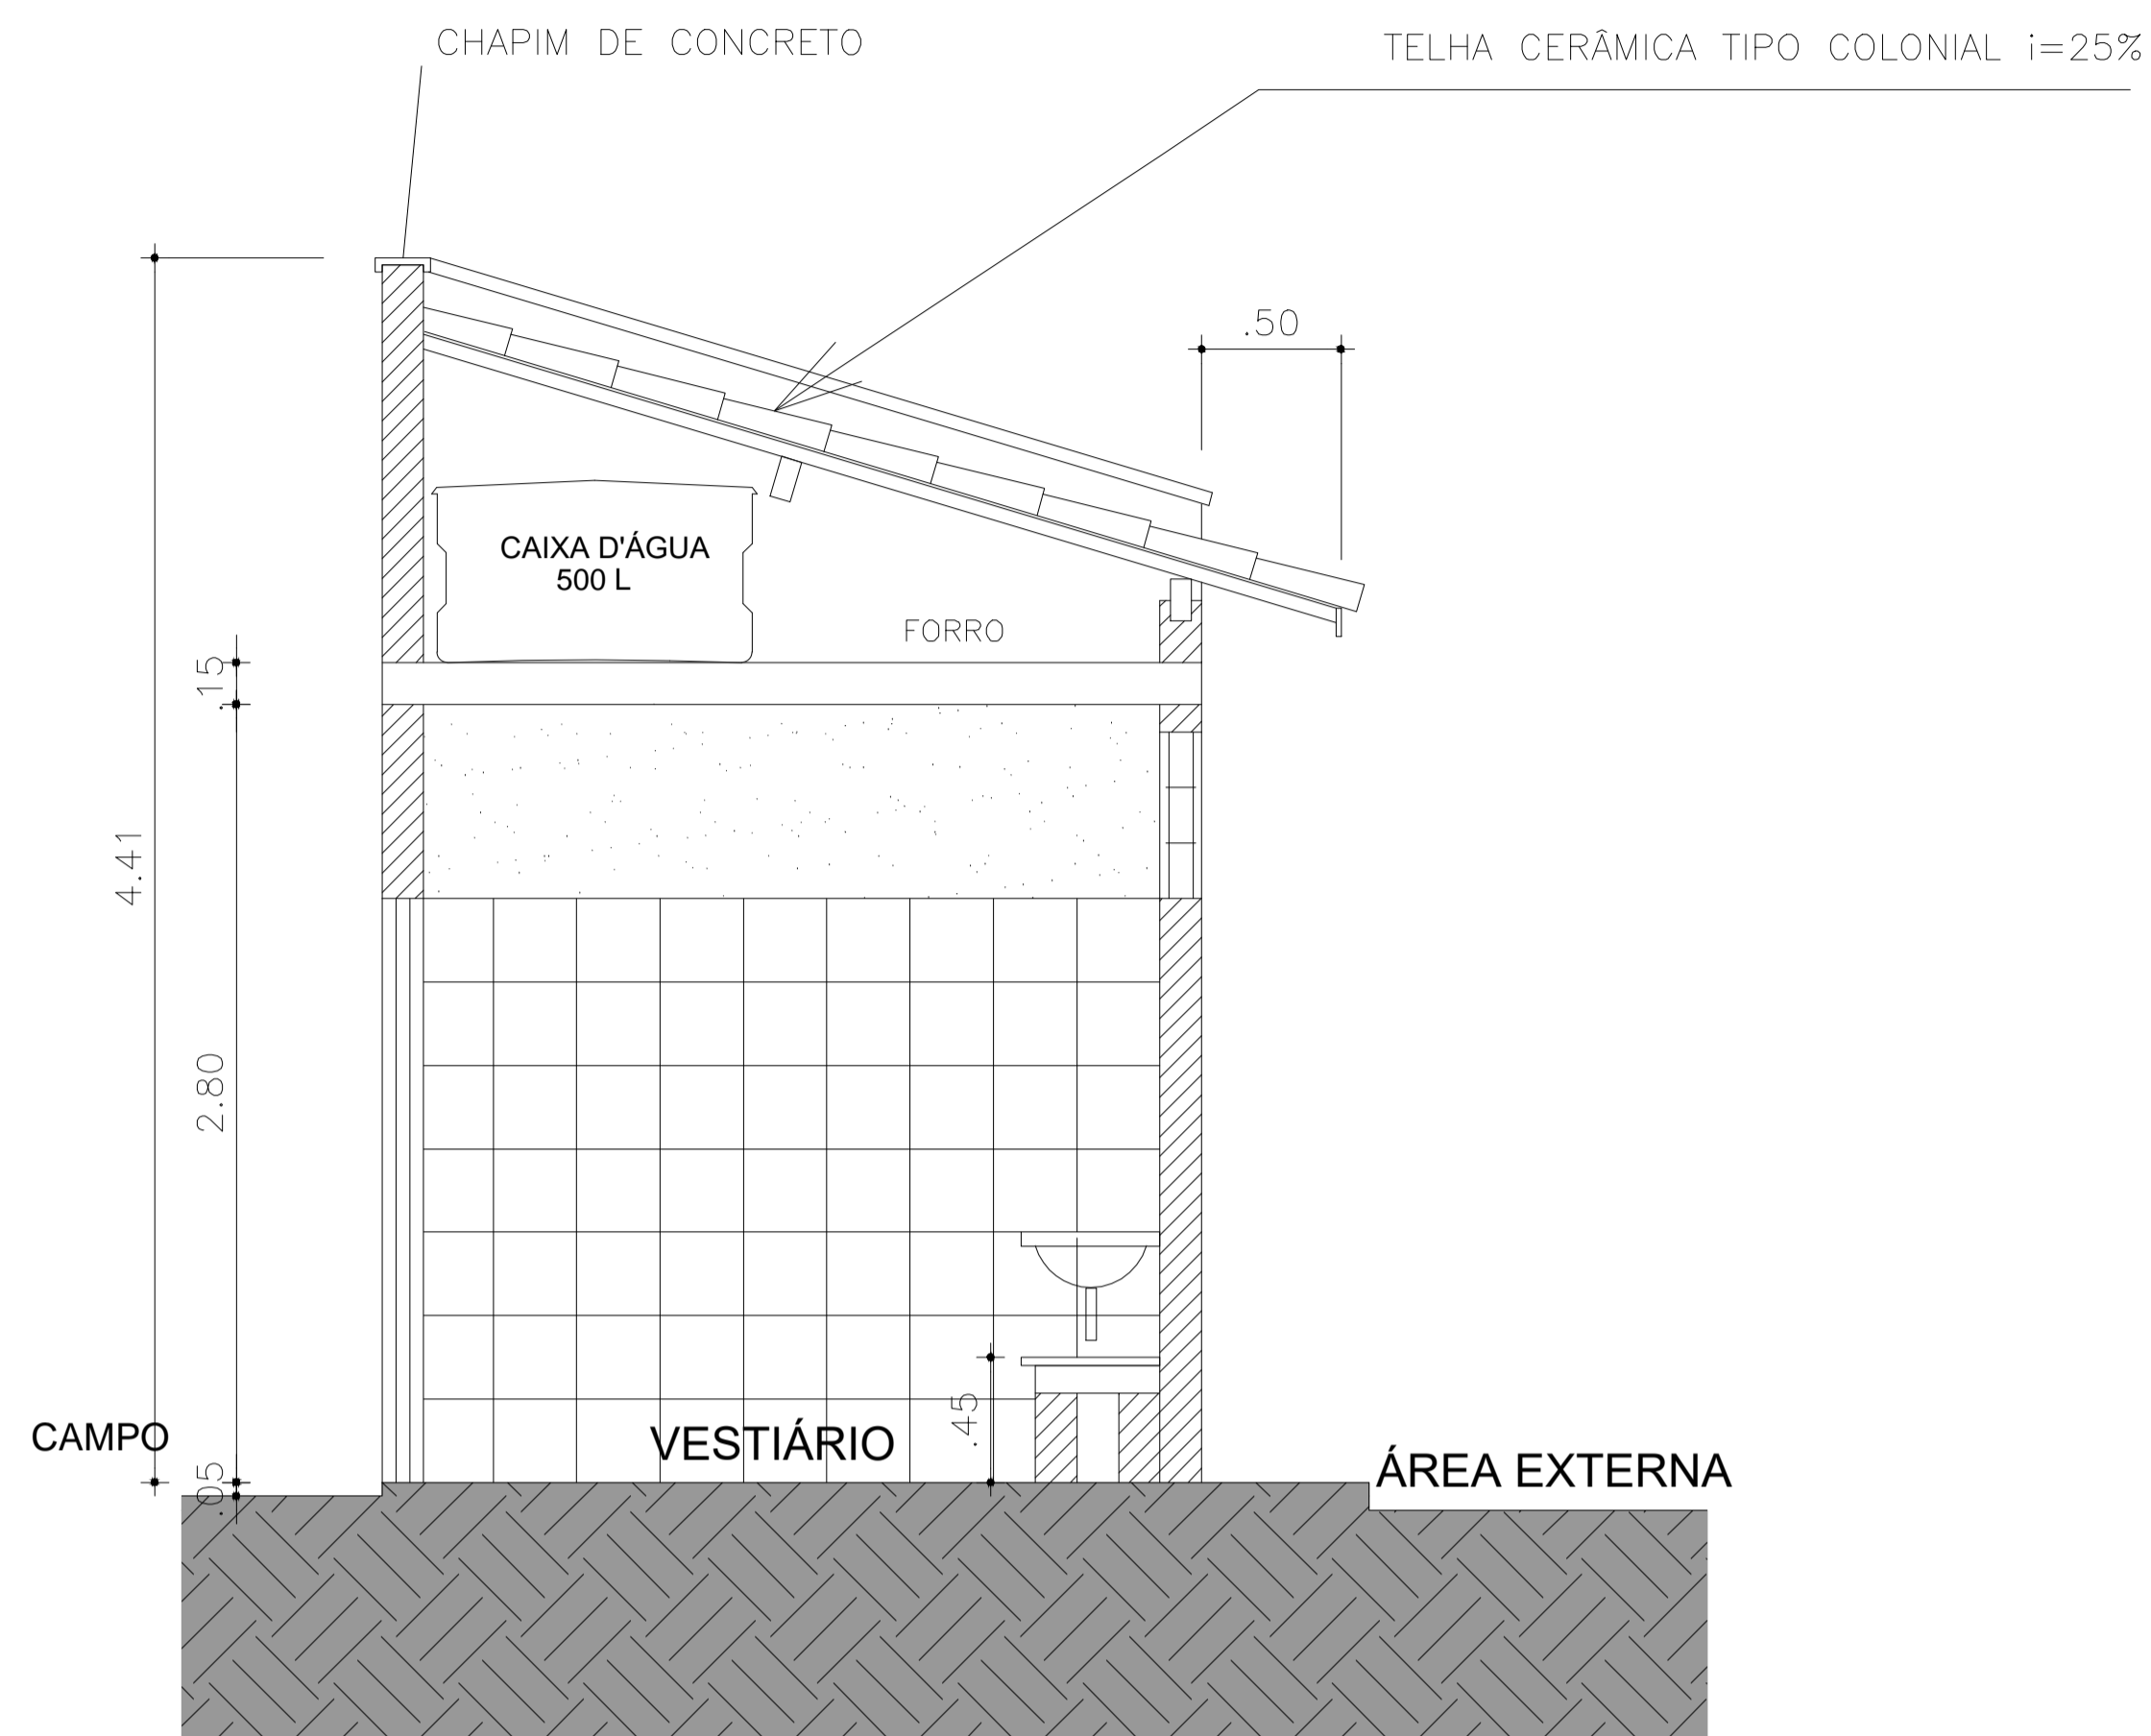 CHAPIM DE CONCRETO
TELHA CERÂMICA TIPO COLONIAL i=25%
.50
CAIXA D'ÁGUA
500 L
FORRO
.15
4.41
2.80
.45
CAMPO
VESTIÁRIO
ÁREA EXTERNA
.05